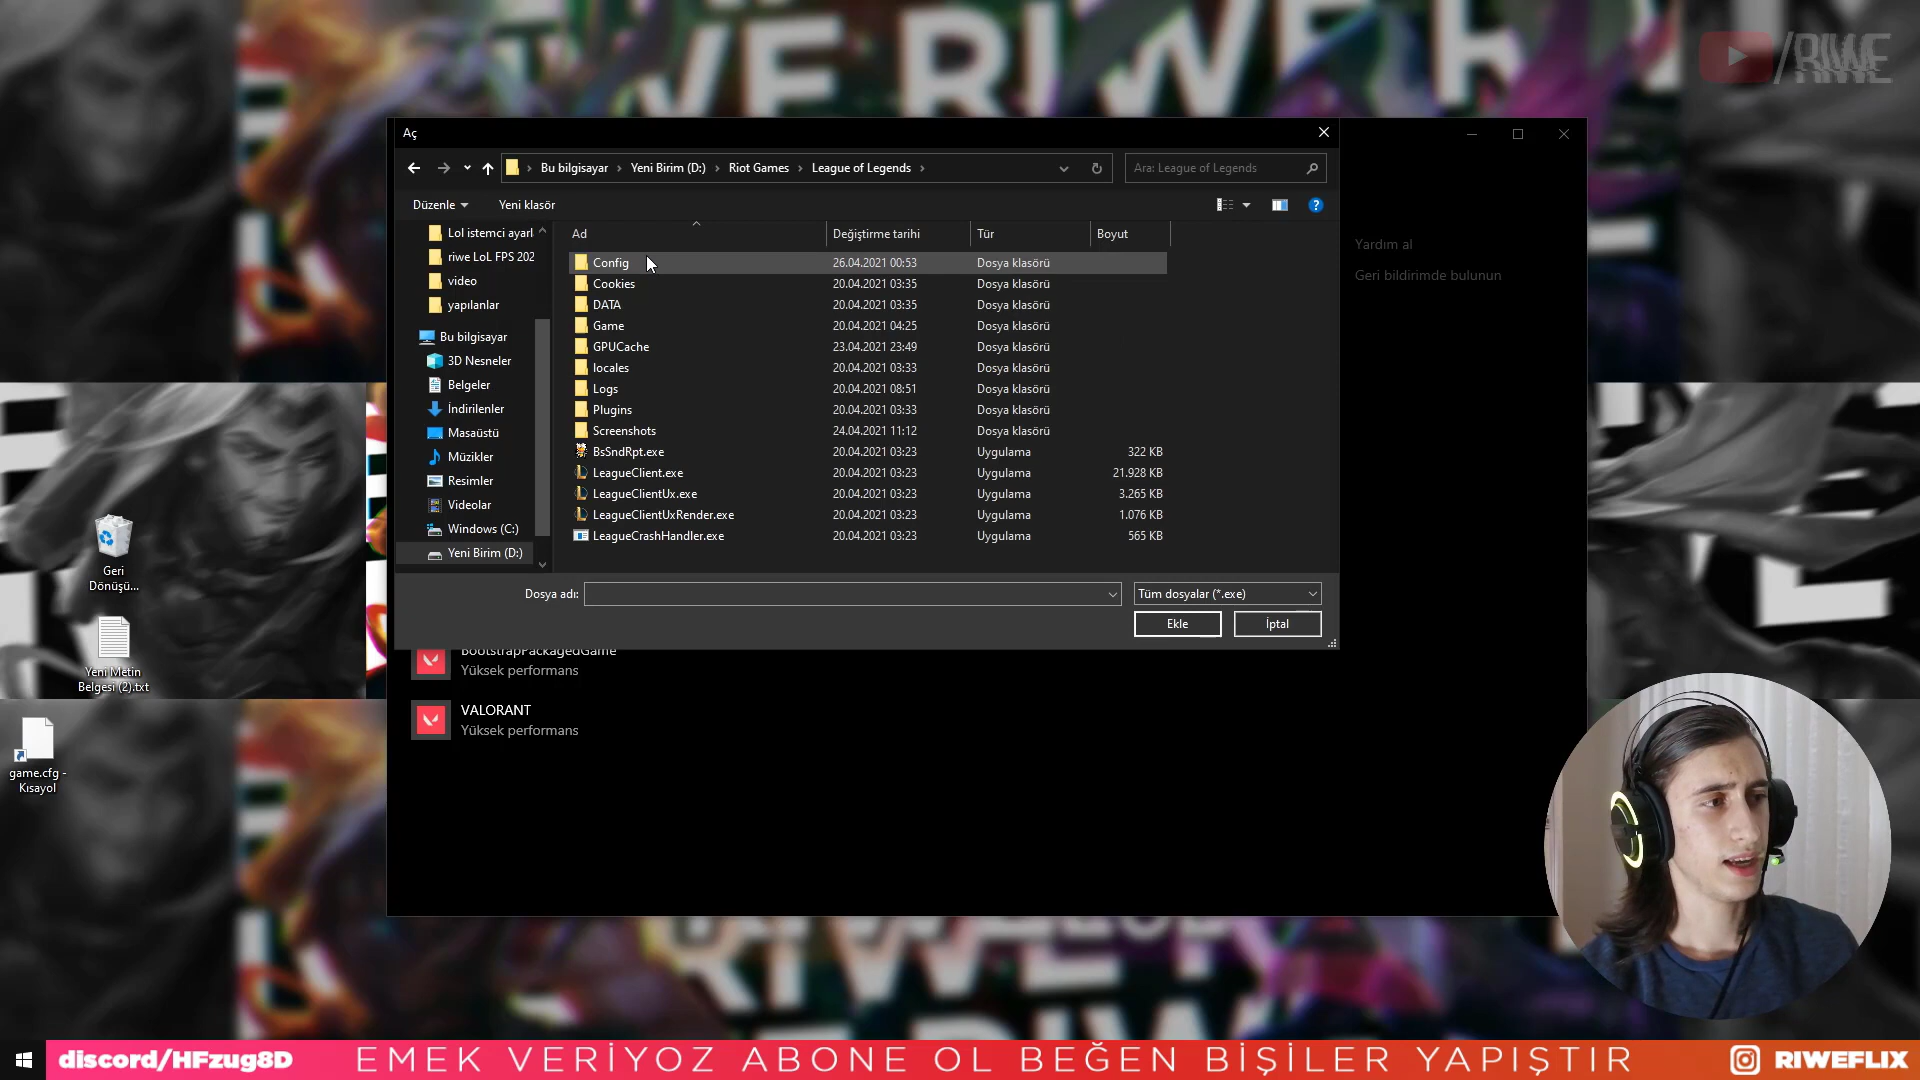 /RIWE
Aç
Bu bilgisayar › Yeni Birim (D:) › Riot Games › League of Legends ›
Ara: League of Legends
Düzenle
Yeni klasör
Lol istemci ayarl
riwe LoL FPS 202
video
yapılanlar
Bu bilgisayar
3D Nesneler
Belgeler
İndirilenler
Masaüstü
Müzikler
Resimler
Videolar
Windows (C:)
Yeni Birim (D:)
Ad Değiştirme tarihi Tür Boyut
Config 26.04.2021 00:53 Dosya klasörü
Cookies 20.04.2021 03:35 Dosya klasörü
DATA 20.04.2021 03:35 Dosya klasörü
Game 20.04.2021 04:25 Dosya klasörü
GPUCache 23.04.2021 23:49 Dosya klasörü
locales 20.04.2021 03:33 Dosya klasörü
Logs 20.04.2021 08:51 Dosya klasörü
Plugins 20.04.2021 03:33 Dosya klasörü
Screenshots 24.04.2021 11:12 Dosya klasörü
BsSndRpt.exe 20.04.2021 03:23 Uygulama 322 KB
LeagueClient.exe 20.04.2021 03:23 Uygulama 21.928 KB
LeagueClientUx.exe 20.04.2021 03:23 Uygulama 3.265 KB
LeagueClientUxRender.exe 20.04.2021 03:23 Uygulama 1.076 KB
LeagueCrashHandler.exe 20.04.2021 03:23 Uygulama 565 KB
Dosya adı:
Tüm dosyalar (*.exe)
Ekle
İptal
Yardım al
Geri bildirimde bulunun
BootstrapPackagedGame
Yüksek performans
VALORANT
Yüksek performans
Geri
Dönüşü...
Yeni Metin
Belgesi (2).txt
game.cfg -
Kısayol
discord/HFzug8D
EMEK VERİYOZ ABONE OL BEĞEN BİŞİLER YAPIŞTIR
RIWEFLIX